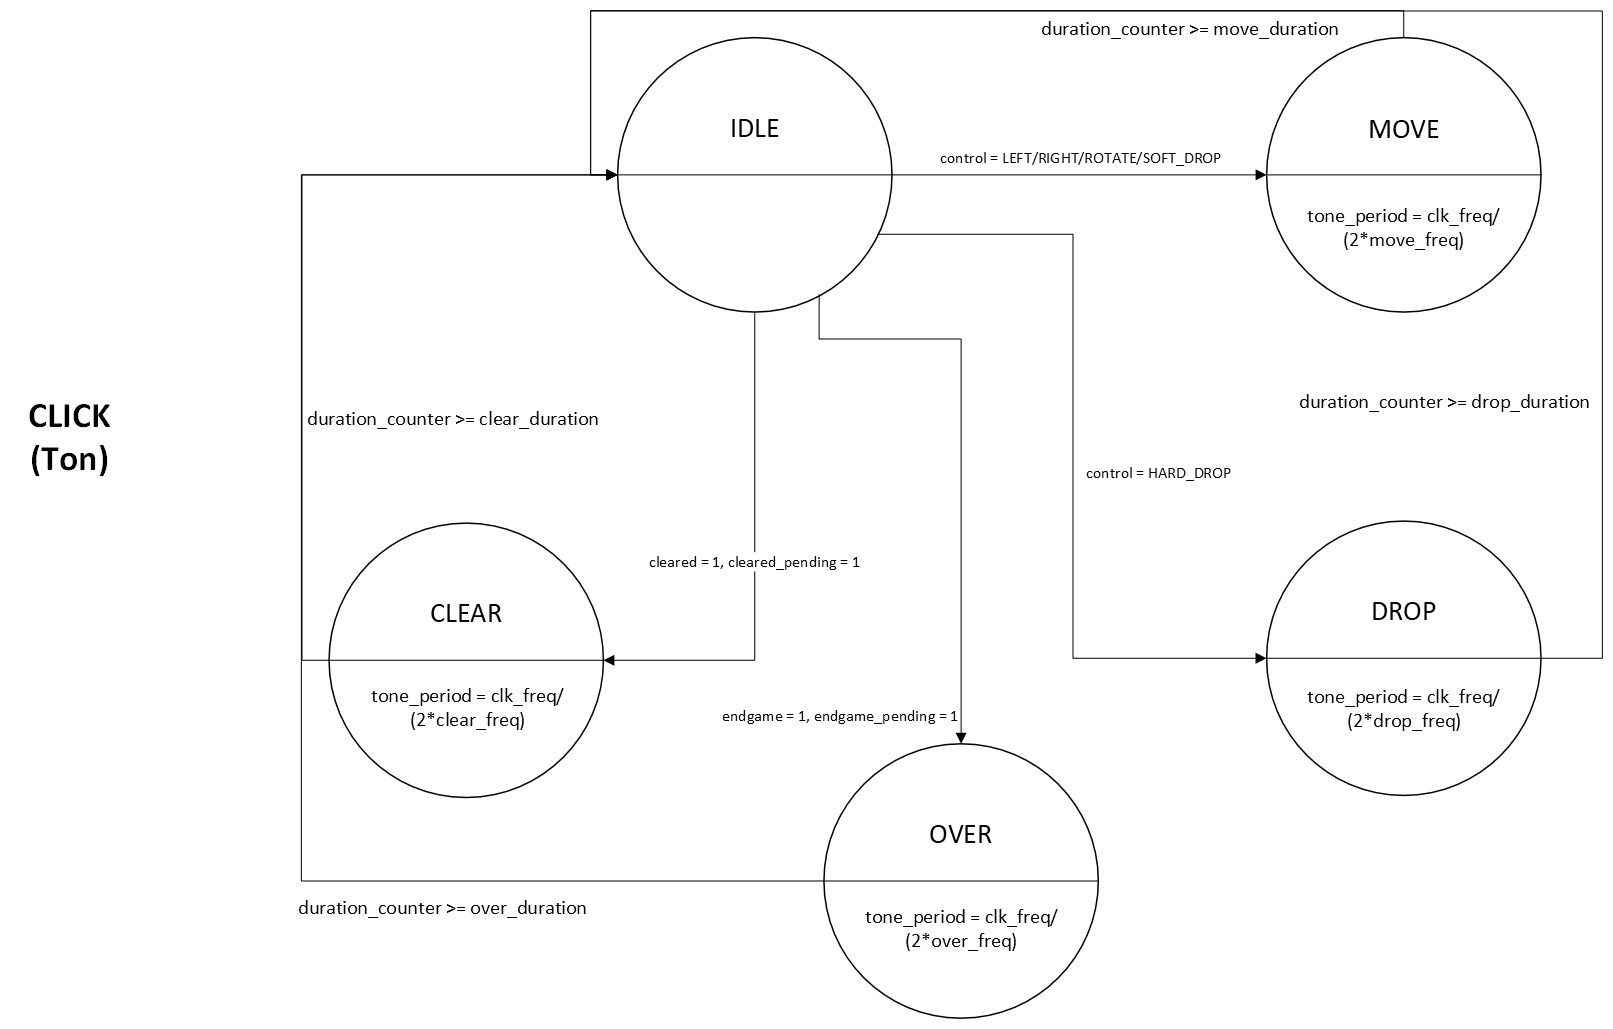 duration_counter >= move_duration
IDLE
MOVE
control = LEFT/RIGHT/ROTATE/SOFT_DROP
tone_period = clk_freq/
(2*move_freq)
CLICK
(Ton)
duration_counter >= clear_duration
duration_counter >= drop_duration
control = HARD_DROP
cleared = 1, cleared_pending = 1
CLEAR
DROP
tone_period = clk_freq/
(2*clear_freq)
tone_period = clk_freq/
(2*drop_freq)
endgame = 1, endgame_pending = 1
OVER
duration_counter >= over_duration
tone_period = clk_freq/
(2*over_freq)